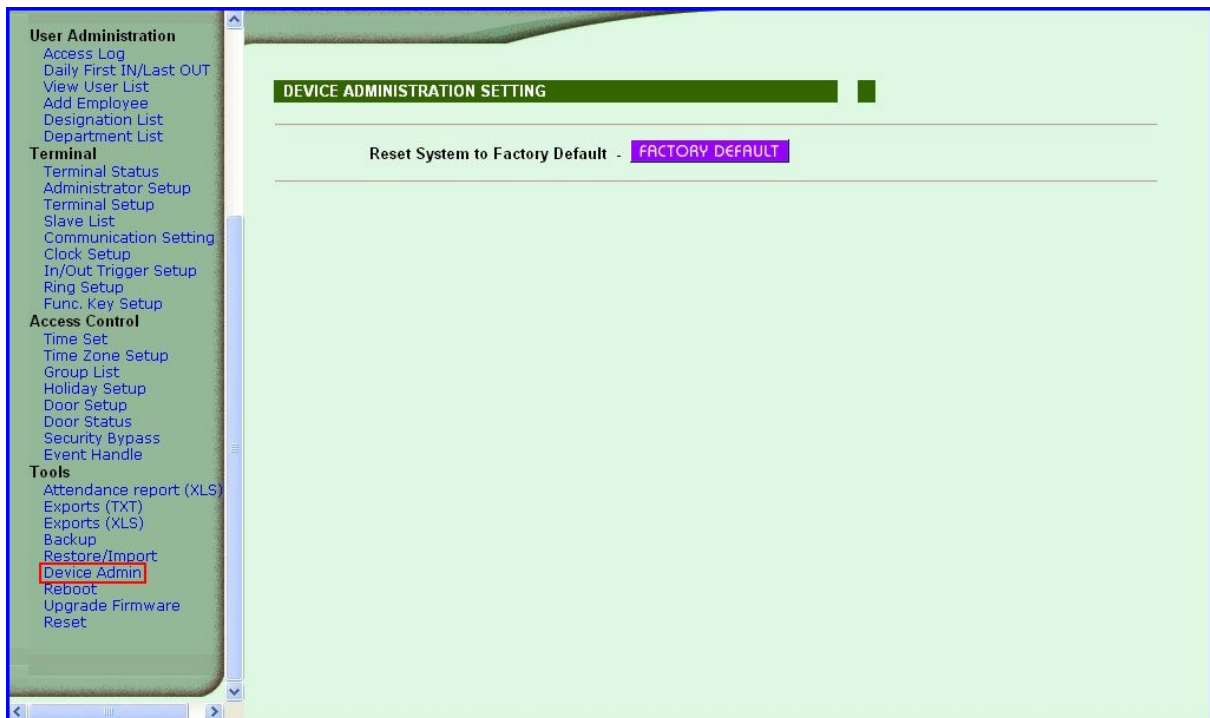 User Administration
Access Log
Daily First IN/Last OUT
View User List
Add Employee
Designation List
Department List
Terminal
Terminal Status
Administrator Setup
Terminal Setup
Slave List
Communication Setting
Clock Setup
In/Out Trigger Setup
Ring Setup
Func. Key Setup
Access Control
Time Set
Time Zone Setup
Group List
Holiday Setup
Door Setup
Door Status
Security Bypass
Event Handle
Tools
Attendance report (XLS)
Exports (TXT)
Exports (XLS)
Backup
Restore/Import
Device Admin
Reboot
Upgrade Firmware
Reset
DEVICE ADMINISTRATION SETTING
Reset System to Factory Default - FACTORY DEFAULT